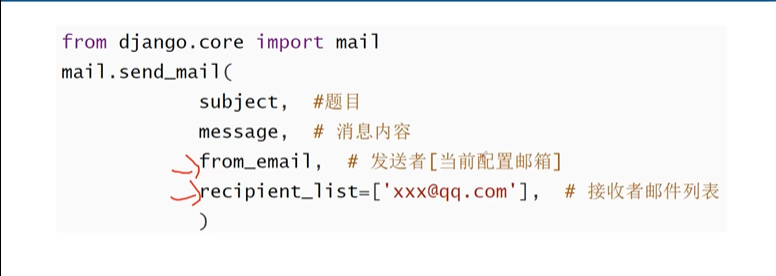 from django.core import mail
mail.send_mail(
subject, #题目
message, # 消息内容
from_email, # 发送者[当前配置邮箱]
recipient_list=['xxx@qq.com'], # 接收者邮件列表
)